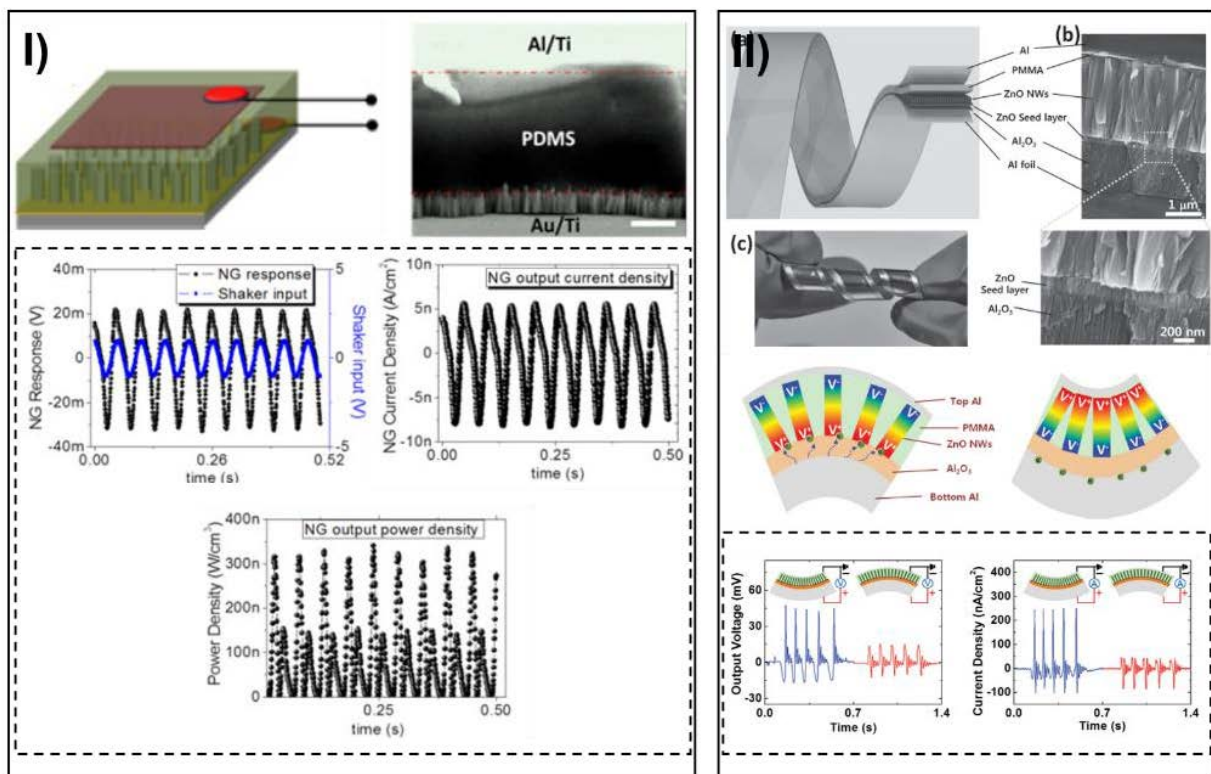 I)
Al/Ti
PDMS
Au/Ti
NG response
Shaker input
NG Response (V)
40m
20m
0
-20m
-40m
5
0
-5
Shaker input (V)
0.00 0.26 0.52
time (s)
NG output current density
NG Current Density (A/cm²)
10n
5n
0
-5n
-10n
0.00 0.26 0.52
time (s)
NG output power density
Power Density (W/cm³)
400n
300n
200n
100n
0
0.25 0.50
time (s)
II)
(a)
Al
PMMA
ZnO NWs
ZnO Seed layer
Al₂O₃
Al foil
(b)
1 μm
(c)
ZnO
Seed layer
Al₂O₃
200 nm
V⁻ V⁻ V⁻ V⁻ V⁻
V⁺ V⁺ V⁺ V⁺ V⁺
Top Al
PMMA
ZnO NWs
Al₂O₃
Bottom Al
V⁺ V⁺ V⁺ V⁺ V⁺
V⁻ V⁻ V⁻ V⁻ V⁻
Output Voltage (mV)
60
30
0
-30
V
V
0.0 0.7 1.4
Time (s)
Current Density (nA/cm²)
400
300
200
100
0
-100
A
A
0.0 0.7 1.4
Time (s)